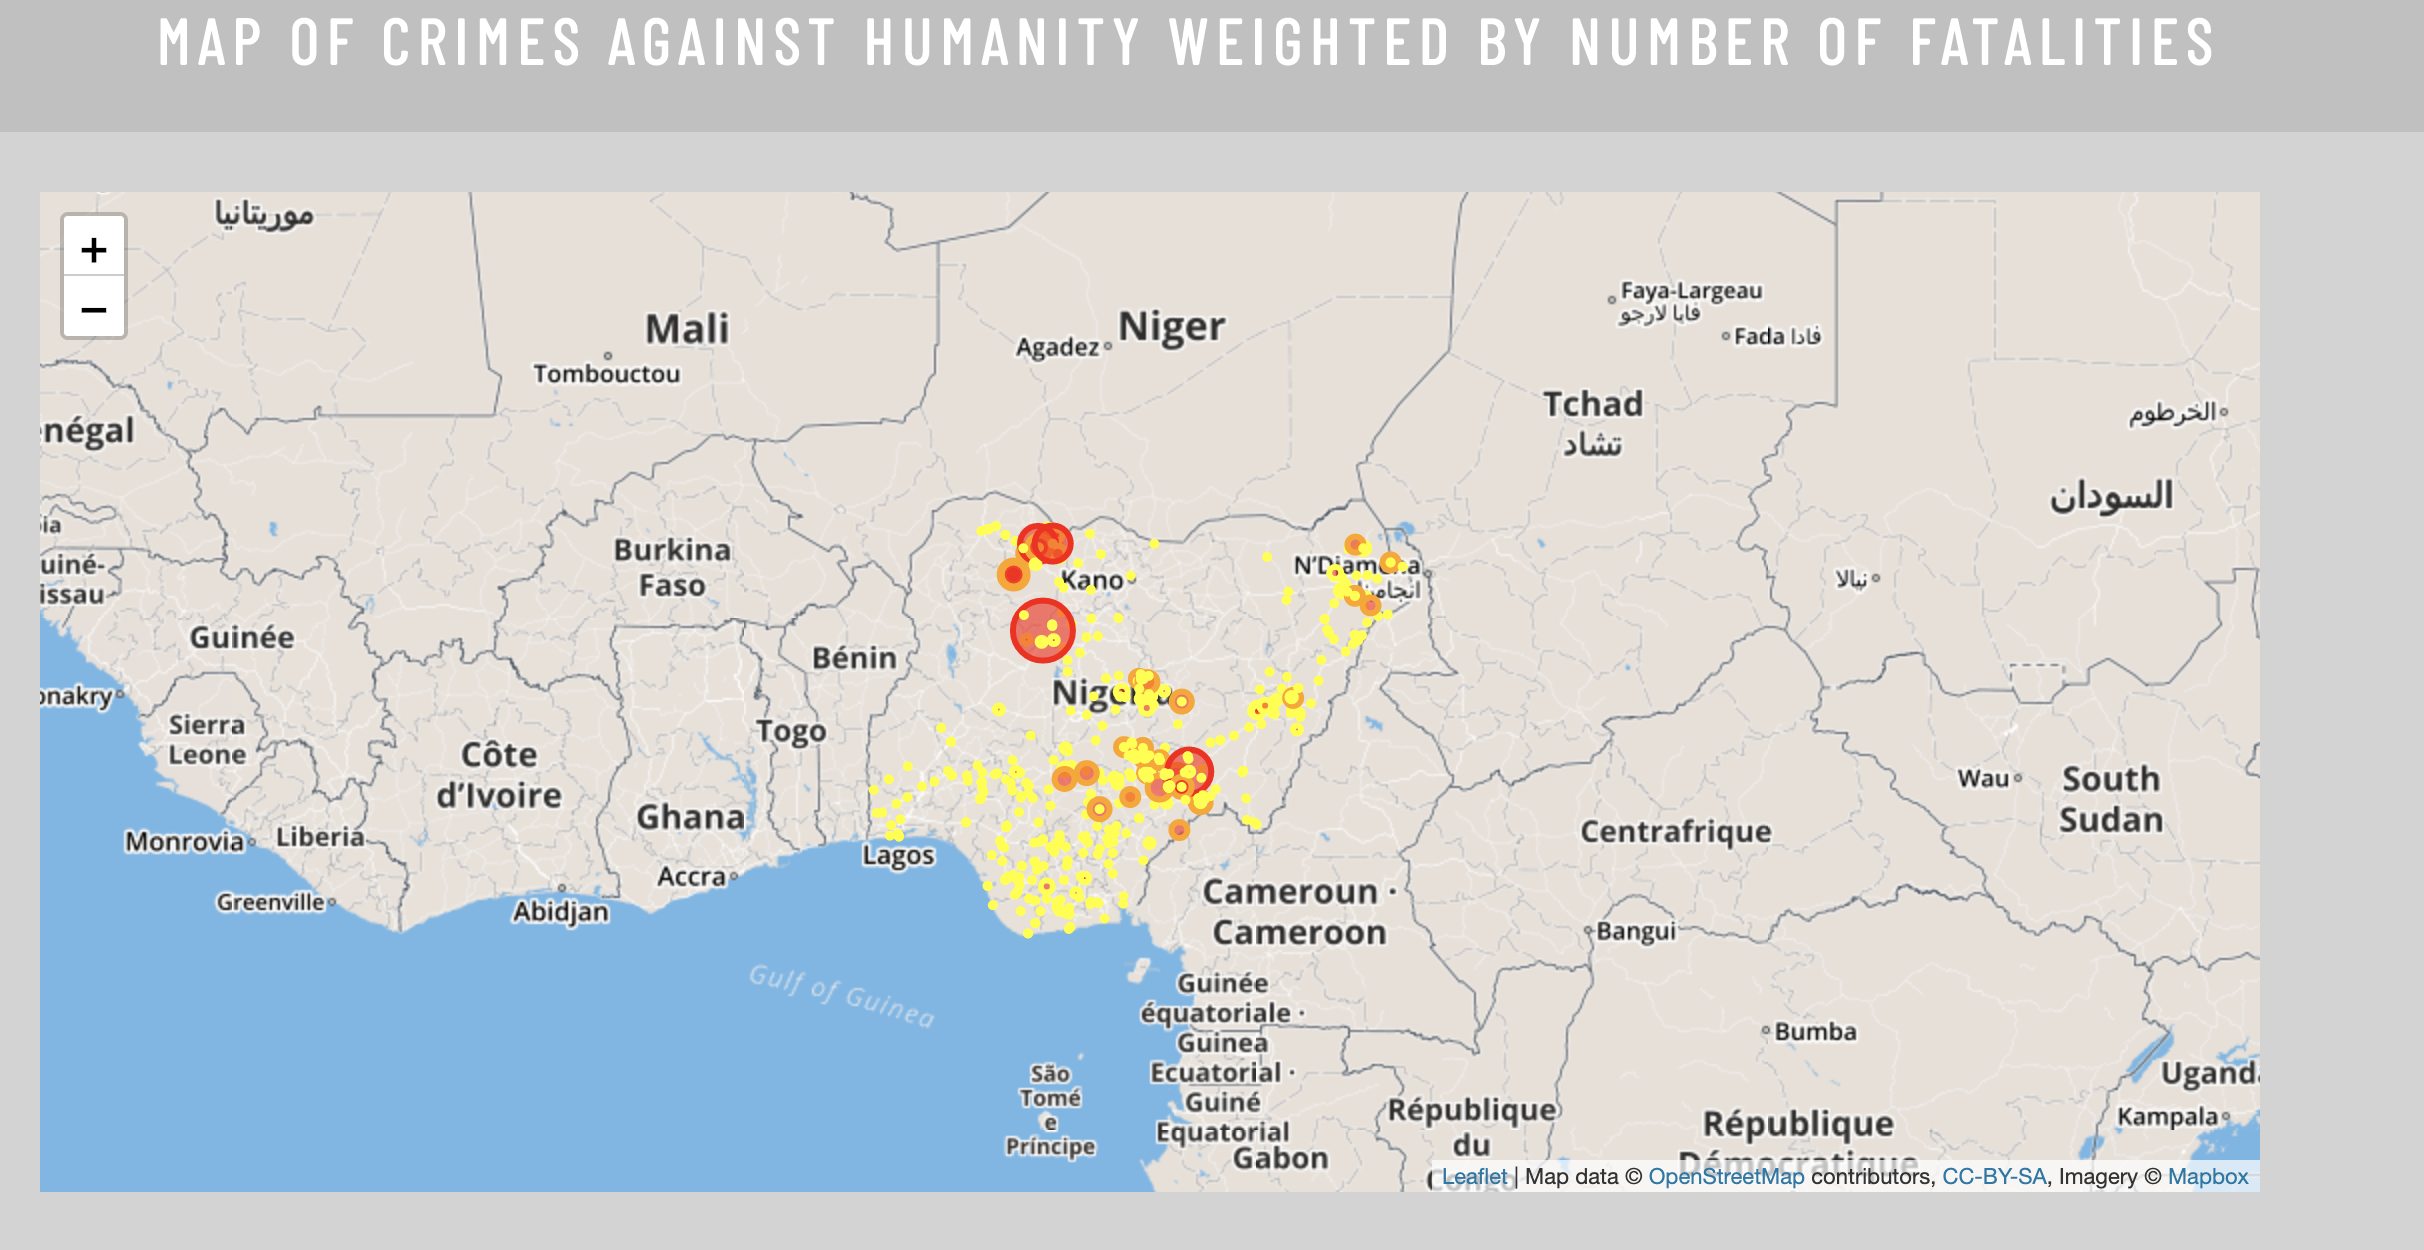 MAP OF CRIMES AGAINST HUMANITY WEIGHTED BY NUMBER OF FATALITIES
+
−
موريتانيا
Mali
Tombouctou
Niger
Agadez
Faya-Largeau
فايا لارجو
Fada فادا
Tchad
تشاد
الخرطوم
السودان
négal
ia
uiné-
issau
Burkina
Faso
Kano
N'Djamena
نيالا
Guinée
Bénin
onakry
Sierra
Leone
Côte
d'Ivoire
Togo
Ghana
Wau
South
Sudan
Monrovia
Liberia
Lagos
Centrafrique
Greenville
Accra
Abidjan
Cameroun ·
Cameroon
Bangui
Gulf of Guinea
Guinée
équatoriale ·
Guinea
Ecuatorial ·
Guiné
Equatorial
São
Tomé
e
Príncipe
Gabon
Bumba
République
du
République
Démocratique
Uganda
Kampala
Leaflet | Map data © OpenStreetMap contributors, CC-BY-SA, Imagery © Mapbox